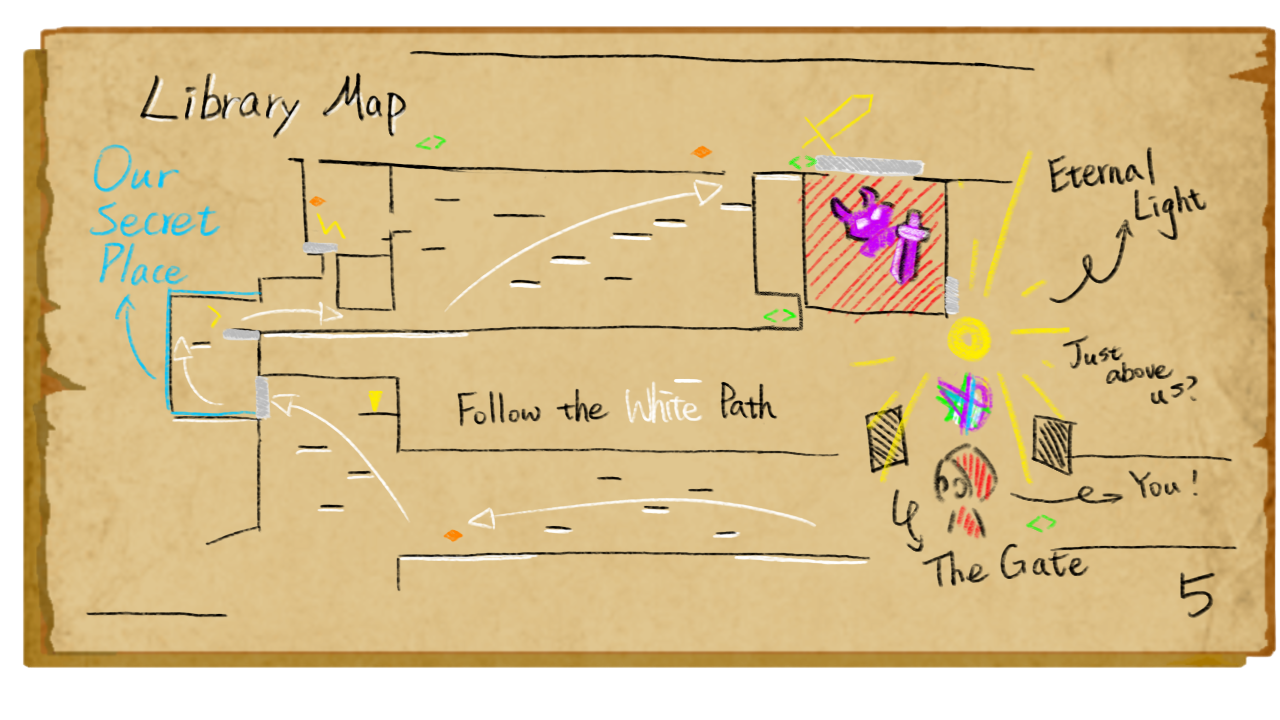 Library Map
Our
Secret
Place
Eternal
Light
Just
above
us?
Follow the White Path
You!
The Gate
5